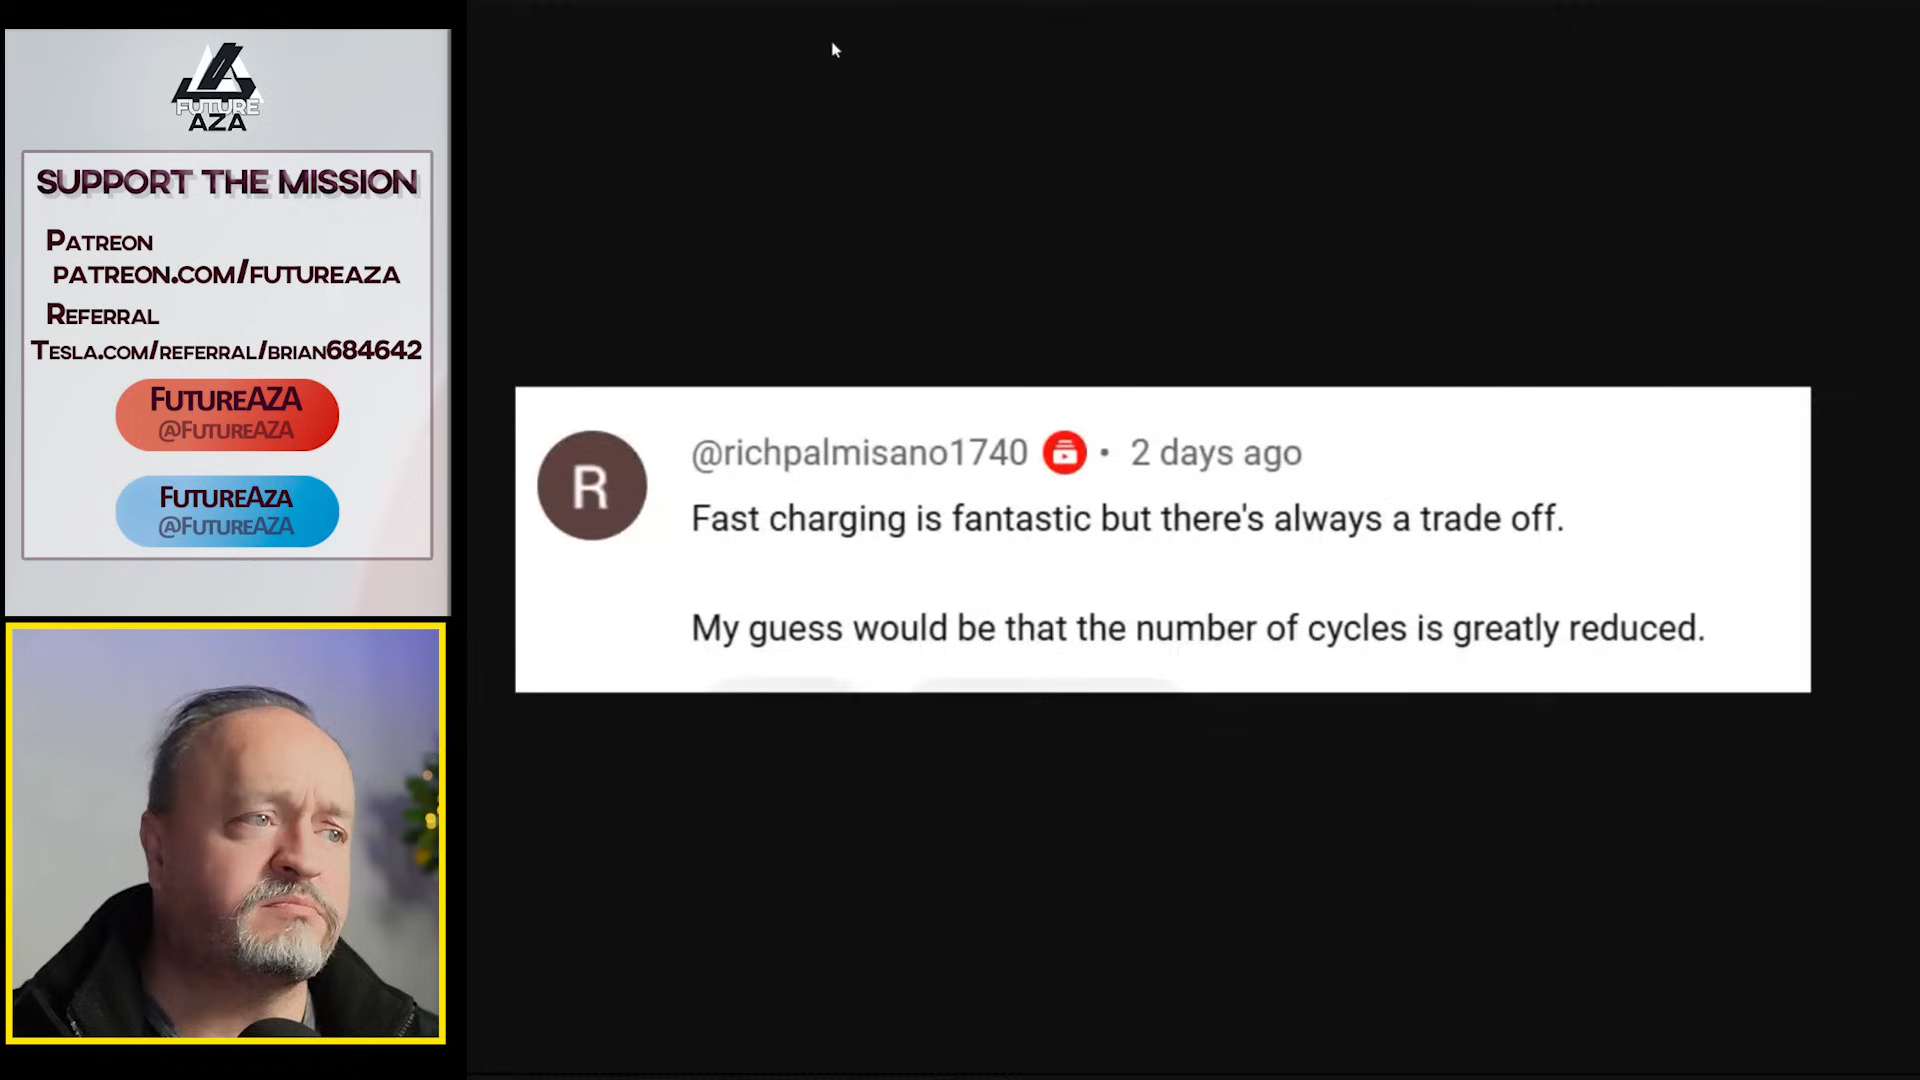 FUTURE
AZA
SUPPORT THE MISSION
PATREON
PATREON.COM/FUTUREAZA
REFERRAL
TESLA.COM/REFERRAL/BRIAN684642
FUTUREAZA
@FUTUREAZA
FUTUREAZA
@FUTUREAZA
R
@richpalmisano1740 • 2 days ago
Fast charging is fantastic but there's always a trade off.
My guess would be that the number of cycles is greatly reduced.